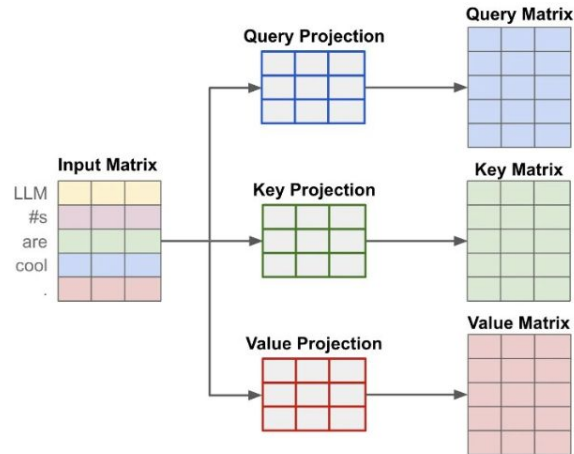 Query Projection
Query Matrix
Input Matrix
LLM
#s
are
cool
.
Key Projection
Key Matrix
Value Projection
Value Matrix